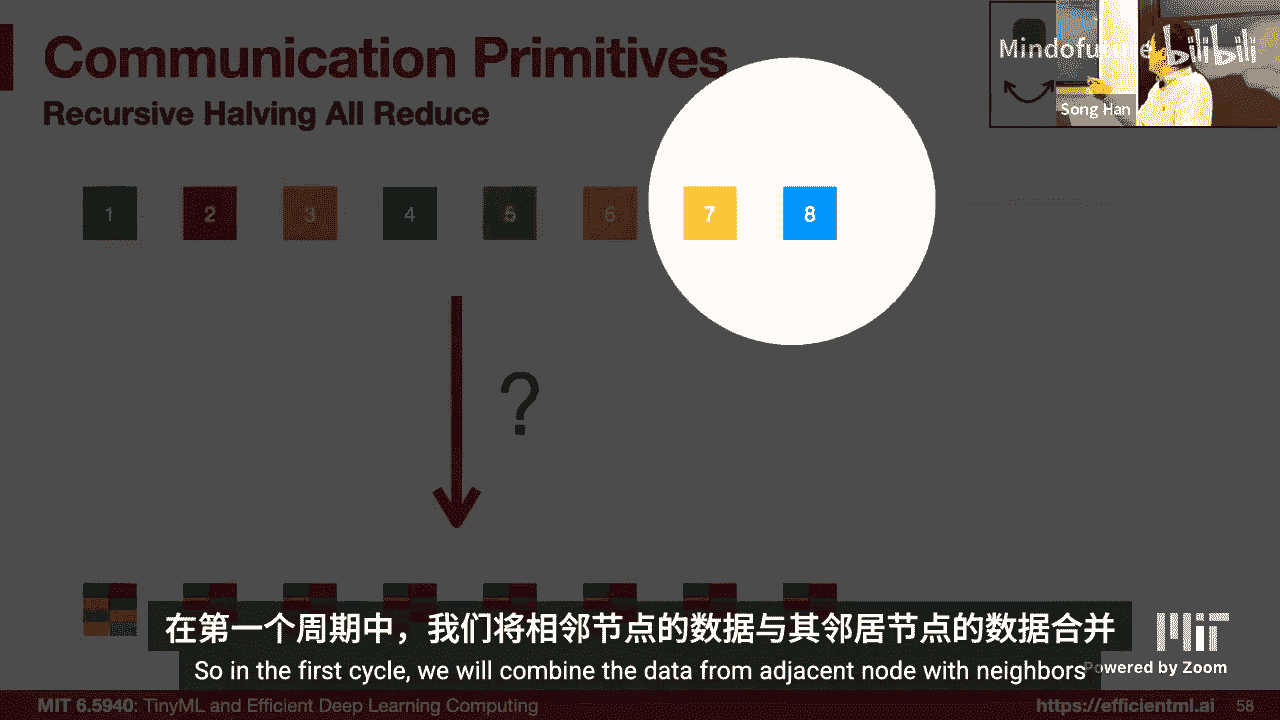 Communication Primitives
Recursive Halving All Reduce
Mindofuture bilibili
Song Han
1 2 3 4 5 6 7 8
?
在第一个周期中，我们将相邻节点的数据与其邻居节点的数据合并
So in the first cycle, we will combine the data from adjacent node with neighbors
MIT
Powered by Zoom
MIT 6.5940: TinyML and Efficient Deep Learning Computing
https://efficientml.ai
58